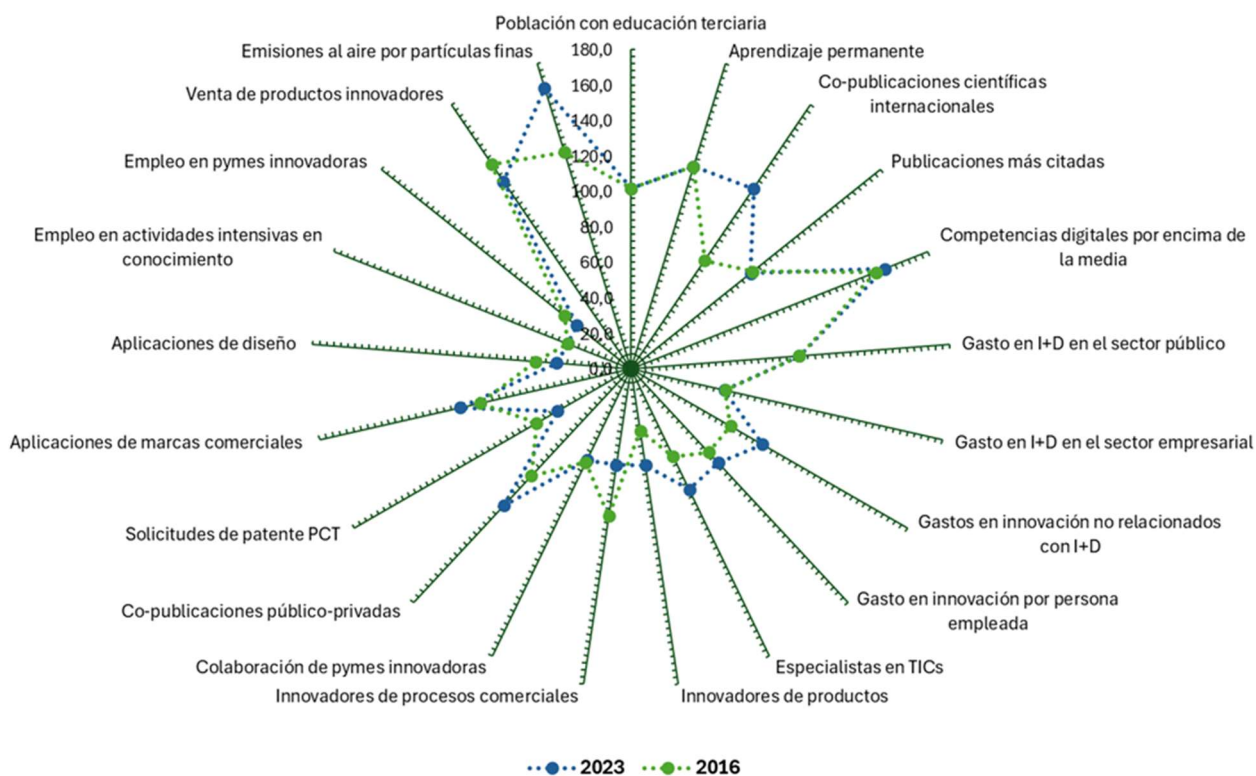 Población con educación terciaria
Emisiones al aire por partículas finas
180,0
Aprendizaje permanente
Venta de productos innovadores
160,0
Co-publicaciones científicas
internacionales
140,0
Empleo en pymes innovadoras
120,0
Publicaciones más citadas
100,0
Empleo en actividades intensivas en
conocimiento
80,0
Competencias digitales por encima de
la media
60,0
40,0
Aplicaciones de diseño
20,0
Gasto en I+D en el sector público
0,0
Aplicaciones de marcas comerciales
Gasto en I+D en el sector empresarial
Solicitudes de patente PCT
Gastos en innovación no relacionados
con I+D
Co-publicaciones público-privadas
Gasto en innovación por persona
empleada
Colaboración de pymes innovadoras
Especialistas en TICs
Innovadores de procesos comerciales
Innovadores de productos
2023
2016